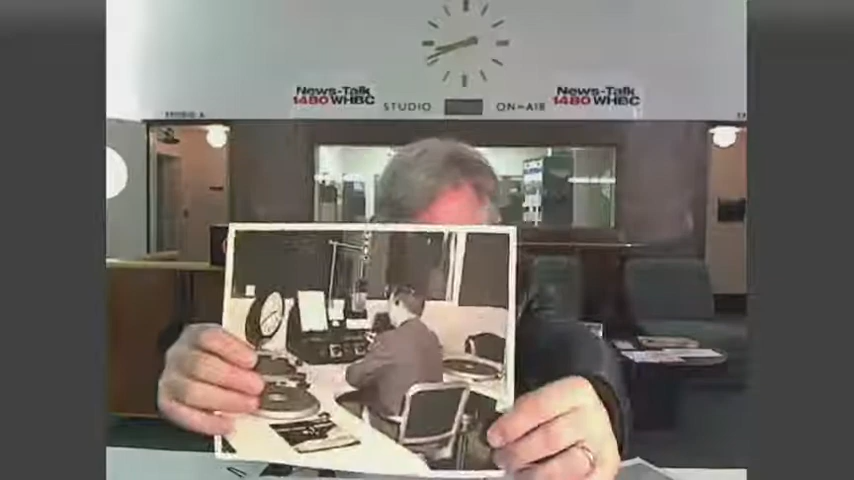 News-Talk
1480 WHBC
STUDIO
ON-AIR
News-Talk
1480 WHBC
STUDIO A